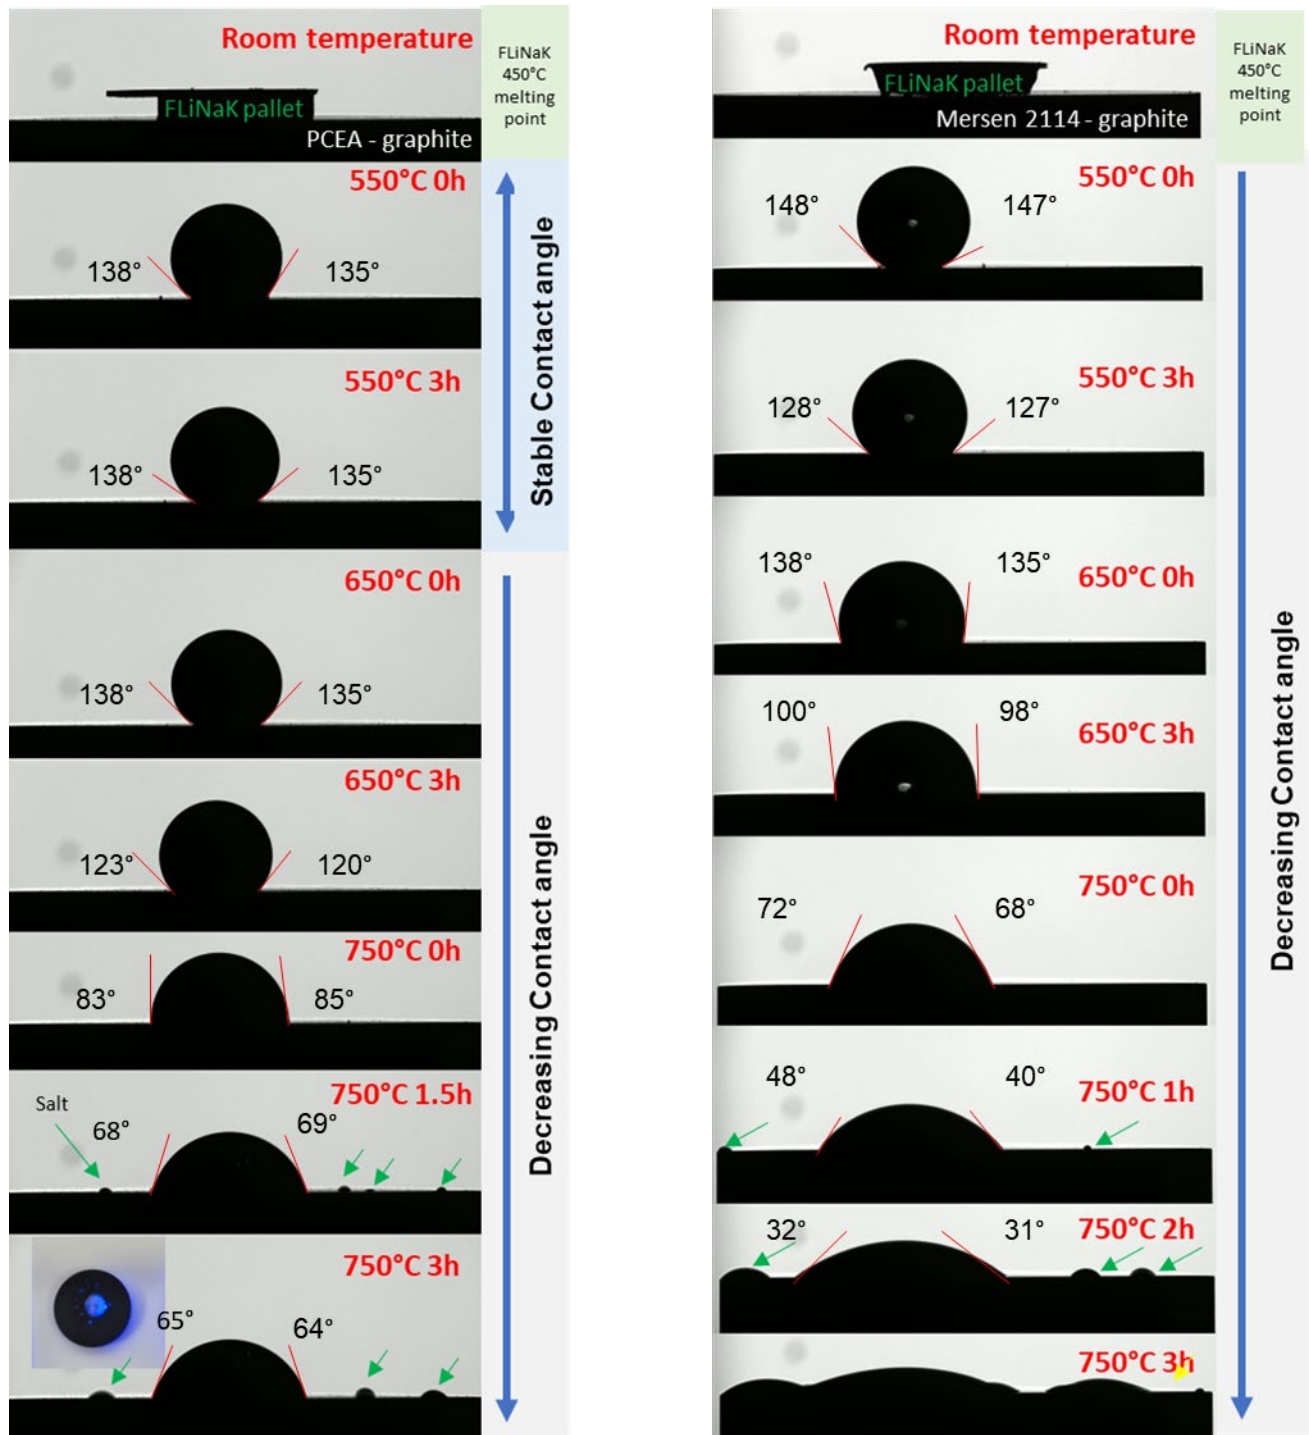 Room temperature
FLiNaK pallet
PCEA - graphite
FLiNaK
450°C
melting
point
550°C 0h
138°
135°
550°C 3h
138°
135°
Stable Contact angle
650°C 0h
138°
135°
650°C 3h
123°
120°
750°C 0h
83°
85°
750°C 1.5h
Salt
68°
69°
750°C 3h
65°
64°
Decreasing Contact angle
Room temperature
FLiNaK pallet
Mersen 2114 - graphite
FLiNaK
450°C
melting
point
550°C 0h
148°
147°
550°C 3h
128°
127°
650°C 0h
138°
135°
650°C 3h
100°
98°
750°C 0h
72°
68°
750°C 1h
48°
40°
750°C 2h
32°
31°
750°C 3h
Decreasing Contact angle